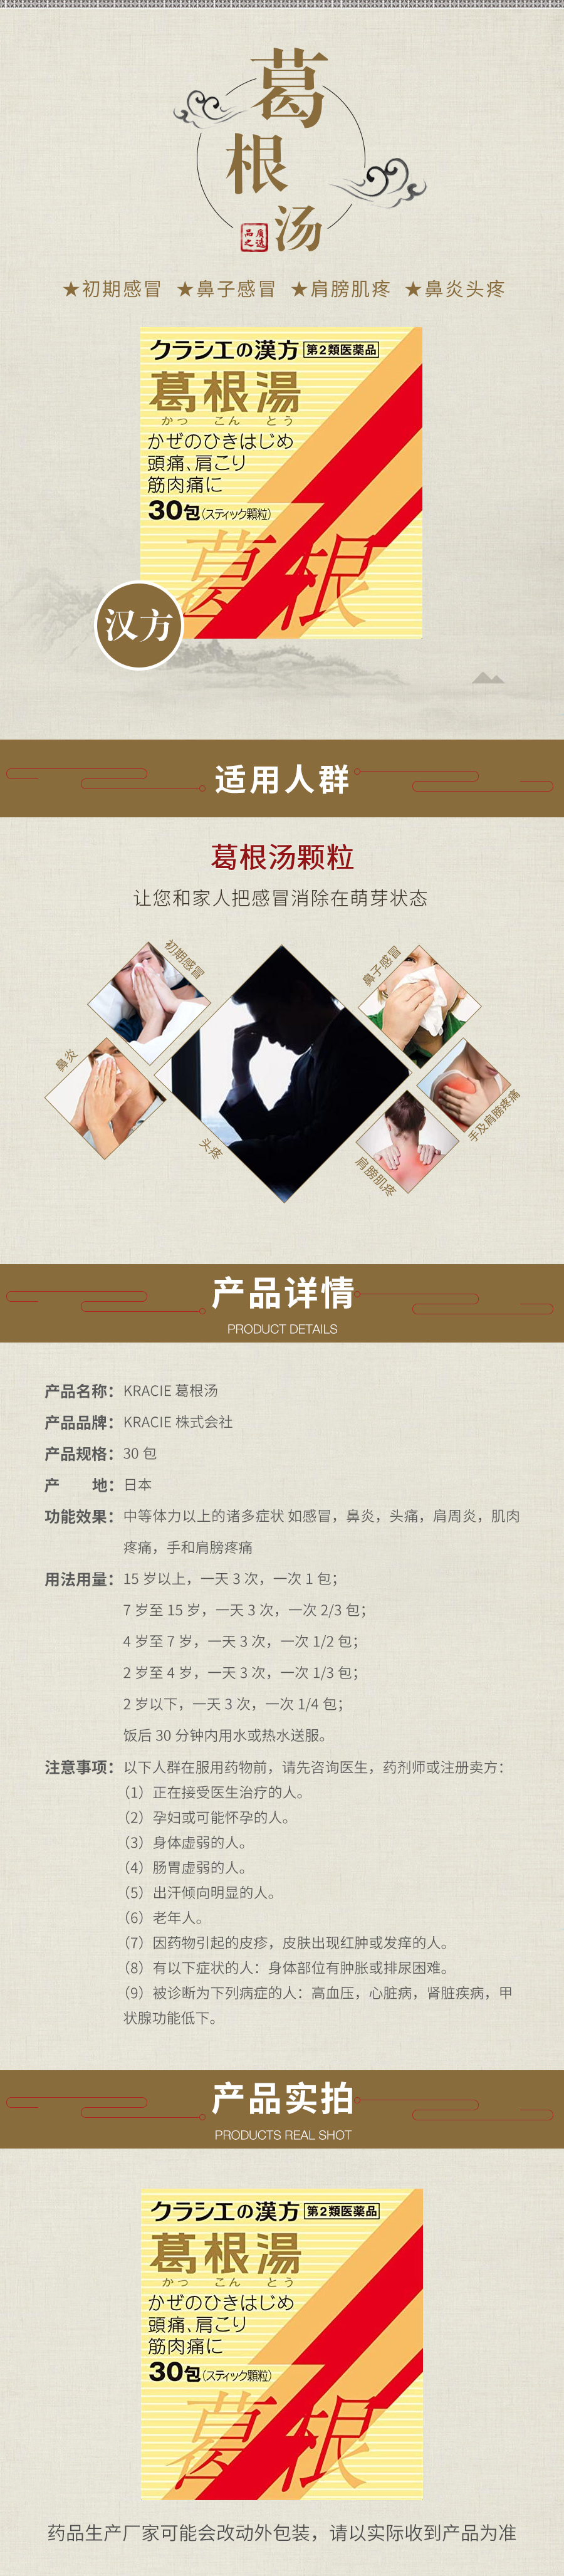 葛
根
汤
品质之选
★初期感冒 ★鼻子感冒 ★肩膀肌疼 ★鼻炎头疼
クラシエの漢方 第2類医薬品
葛根湯
かっ こん とう
かぜのひきはじめ
頭痛、肩こり
筋肉痛に
30包(スティック顆粒)
葛根
汉方
适用人群
葛根汤颗粒
让您和家人把感冒消除在萌芽状态
初期感冒
鼻子感冒
鼻炎
头疼
手及肩膀疼痛
肩膀肌疼
产品详情
PRODUCT DETAILS
产品名称：KRACIE 葛根汤
产品品牌：KRACIE 株式会社
产品规格：30 包
产 地：日本
功能效果：中等体力以上的诸多症状 如感冒，鼻炎，头痛，肩周炎，肌肉
疼痛，手和肩膀疼痛
用法用量：15 岁以上，一天 3 次，一次 1 包；
7 岁至 15 岁，一天 3 次，一次 2/3 包；
4 岁至 7 岁，一天 3 次，一次 1/2 包；
2 岁至 4 岁，一天 3 次，一次 1/3 包；
2 岁以下，一天 3 次，一次 1/4 包；
饭后 30 分钟内用水或热水送服。
注意事项：以下人群在服用药物前，请先咨询医生，药剂师或注册卖方：
（1）正在接受医生治疗的人。
（2）孕妇或可能怀孕的人。
（3）身体虚弱的人。
（4）肠胃虚弱的人。
（5）出汗倾向明显的人。
（6）老年人。
（7）因药物引起的皮疹，皮肤出现红肿或发痒的人。
（8）有以下症状的人：身体部位有肿胀或排尿困难。
（9）被诊断为下列病症的人：高血压，心脏病，肾脏疾病，甲
状腺功能低下。
产品实拍
PRODUCTS REAL SHOT
クラシエの漢方 第2類医薬品
葛根湯
かっ こん とう
かぜのひきはじめ
頭痛、肩こり
筋肉痛に
30包(スティック顆粒)
葛根
药品生产厂家可能会改动外包装，请以实际收到产品为准